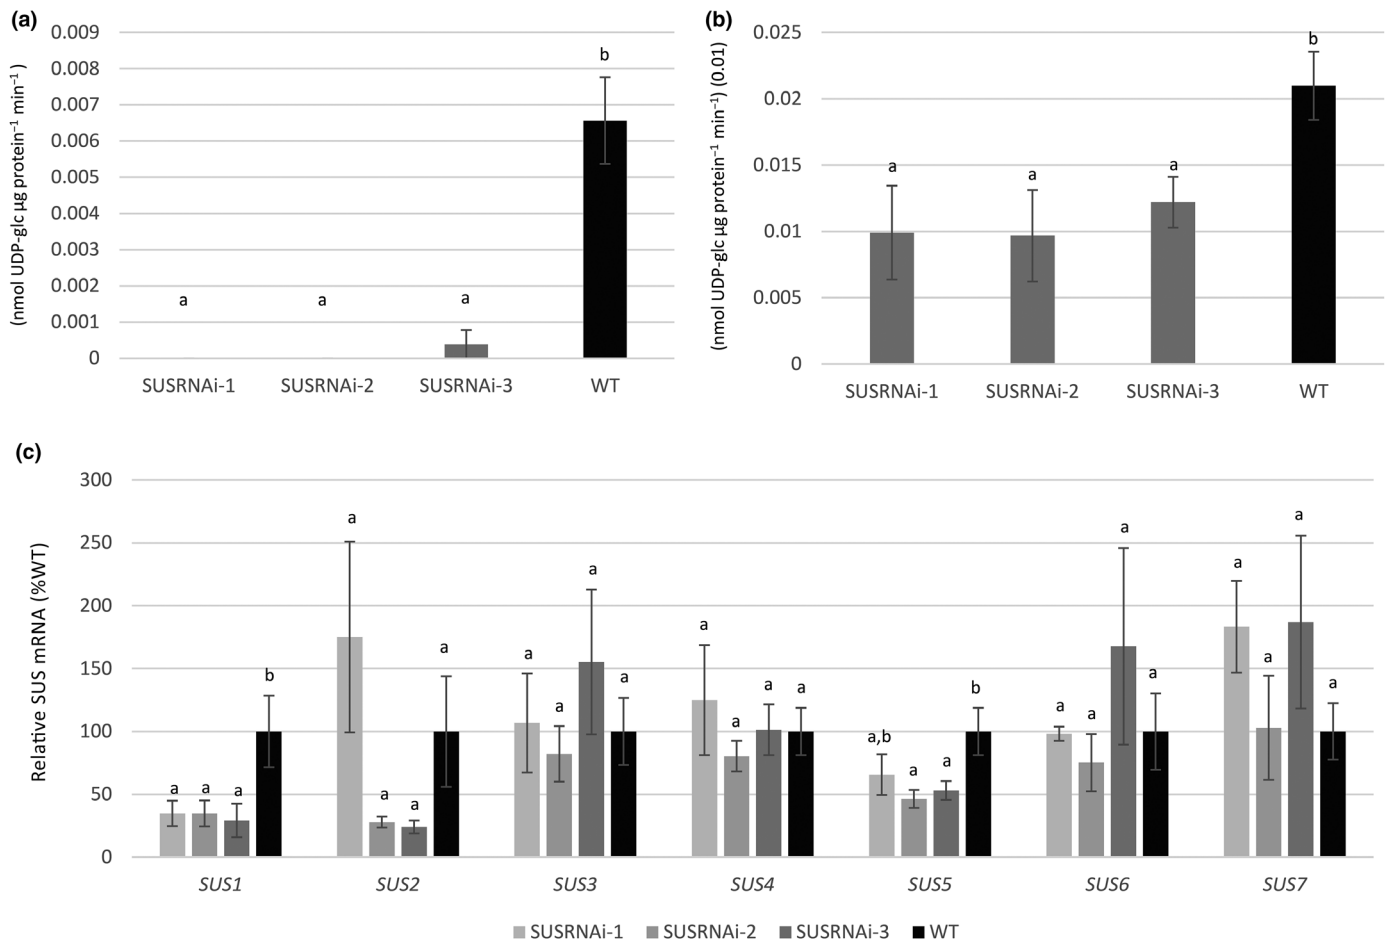 (a)
(nmol UDP-glc µg protein⁻¹ min⁻¹)
0.009
0.008
0.007
0.006
0.005
0.004
0.003
0.002
0.001
0
a
a
a
b
SUSRNAi-1 SUSRNAi-2 SUSRNAi-3 WT
(b)
(nmol UDP-glc µg protein⁻¹ min⁻¹) (0.01)
0.025
0.02
0.015
0.01
0.005
0
a
a
a
b
SUSRNAi-1 SUSRNAi-2 SUSRNAi-3 WT
(c)
Relative SUS mRNA (%WT)
300
250
200
150
100
50
0
a a a b
a a a a
a a a a
a a a a
a,b a a b
a a a a
a a a a
SUS1 SUS2 SUS3 SUS4 SUS5 SUS6 SUS7
SUSRNAi-1 SUSRNAi-2 SUSRNAi-3 WT